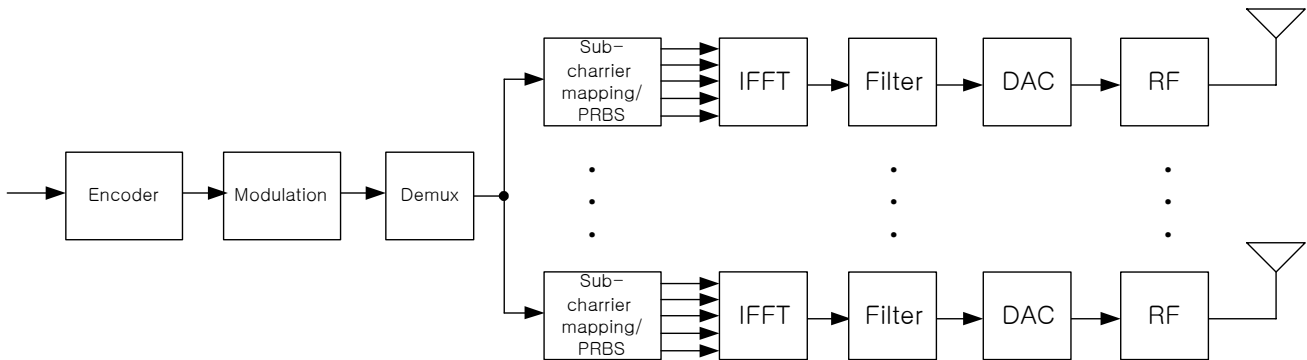 Sub-
charrier
mapping/
PRBS
IFFT
Filter
DAC
RF
Encoder
Modulation
Demux
Sub-
charrier
mapping/
PRBS
IFFT
Filter
DAC
RF